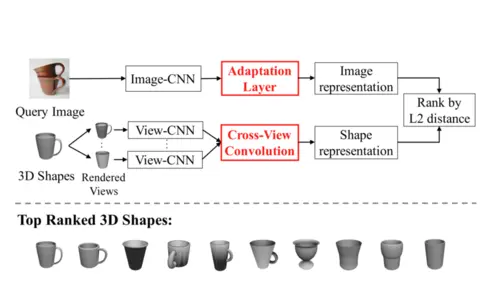 Query Image
Image-CNN
Adaptation
Layer
Image
representation
Rank by
L2 distance
3D Shapes
Rendered
Views
View-CNN
View-CNN
Cross-View
Convolution
Shape
representation
Top Ranked 3D Shapes: